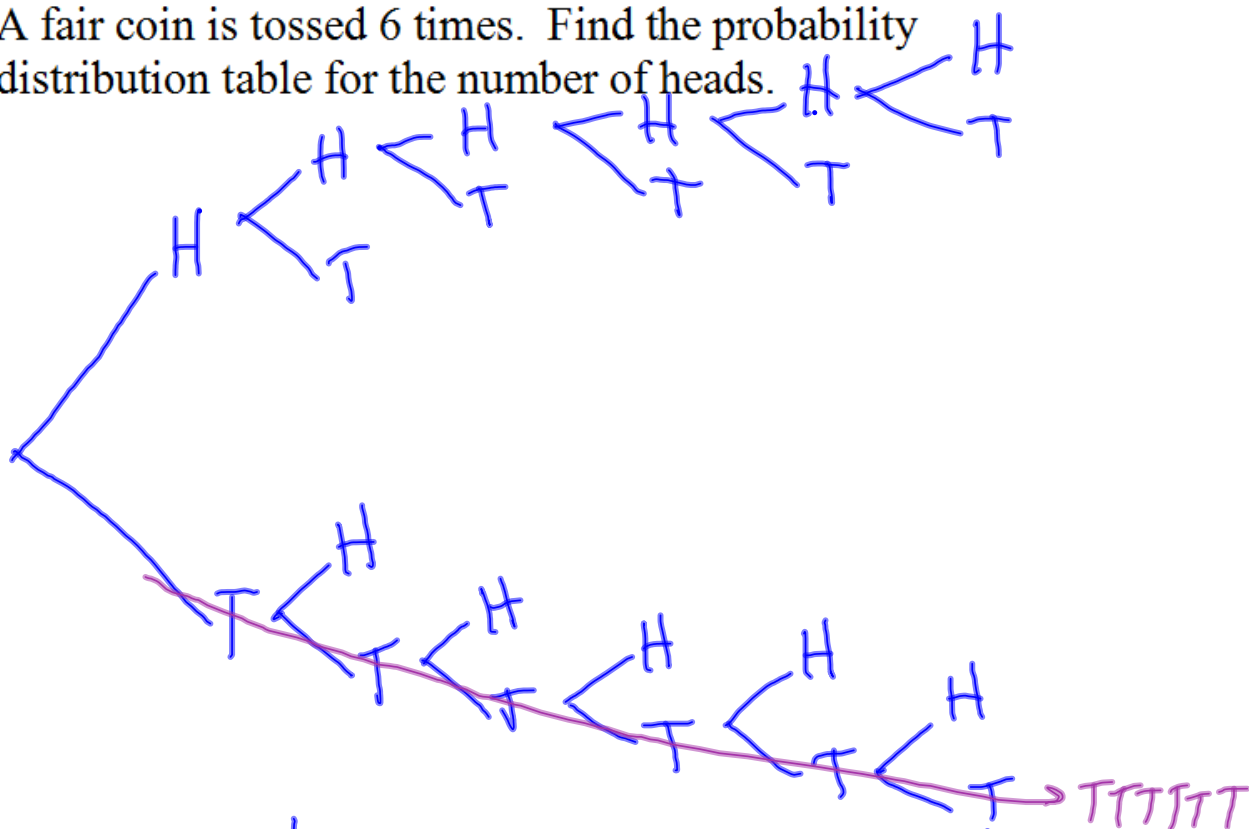 A fair coin is tossed 6 times. Find the probability
distribution table for the number of heads.
H
H
T
H
T
H
T
H
T
H
T
T
H
T
H
T
H
T
H
T
H
T
TTTTTT